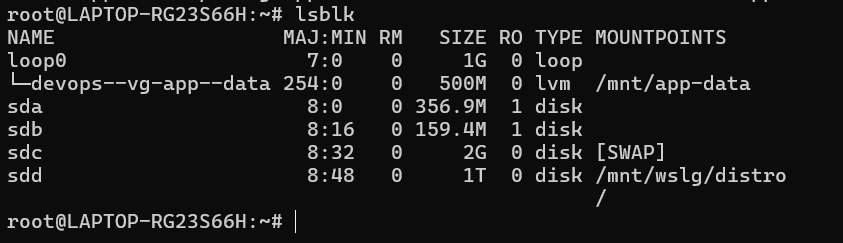 root@LAPTOP-RG23S66H:~# lsblk
NAME                  MAJ:MIN RM   SIZE RO TYPE MOUNTPOINTS
loop0                   7:0    0     1G  0 loop
└─devops--vg-app--data 254:0    0   500M  0 lvm  /mnt/app-data
sda                     8:0    0 356.9M  1 disk
sdb                     8:16   0 159.4M  1 disk
sdc                     8:32   0     2G  0 disk [SWAP]
sdd                     8:48   0     1T  0 disk /mnt/wslg/distro
/
root@LAPTOP-RG23S66H:~#